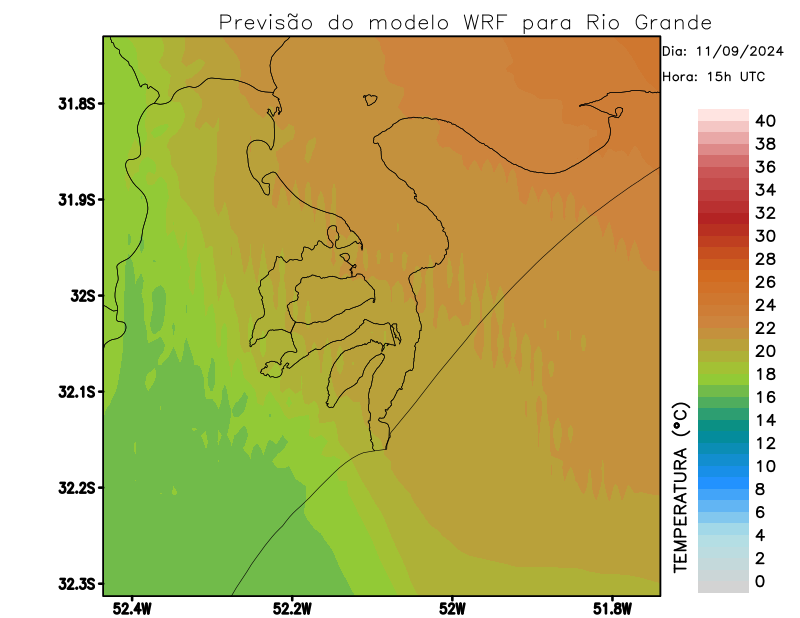 Previsão do modelo WRF para Rio Grande
Dia: 11/09/2024
Hora: 15h UTC
31.8S
31.9S
32S
32.1S
32.2S
32.3S
52.4W
52.2W
52W
51.8W
TEMPERATURA (°C)
40
38
36
34
32
30
28
26
24
22
20
18
16
14
12
10
8
6
4
2
0